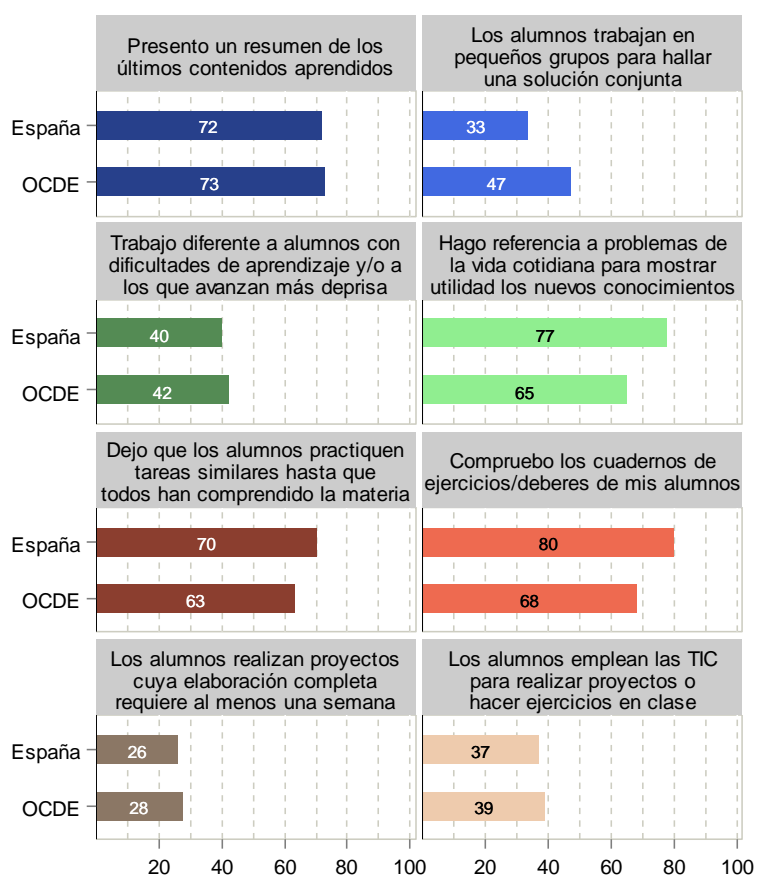 Presento un resumen de los
últimos contenidos aprendidos
Los alumnos trabajan en
pequeños grupos para hallar
una solución conjunta
España
72
33
OCDE
73
47
Trabajo diferente a alumnos con
dificultades de aprendizaje y/o a
los que avanzan más deprisa
Hago referencia a problemas de
la vida cotidiana para mostrar
utilidad los nuevos conocimientos
España
40
77
OCDE
42
65
Dejo que los alumnos practiquen
tareas similares hasta que
todos han comprendido la materia
Compruebo los cuadernos de
ejercicios/deberes de mis alumnos
España
70
80
OCDE
63
68
Los alumnos realizan proyectos
cuya elaboración completa
requiere al menos una semana
Los alumnos emplean las TIC
para realizar proyectos o
hacer ejercicios en clase
España
26
37
OCDE
28
39
20 40 60 80 100
20 40 60 80 100